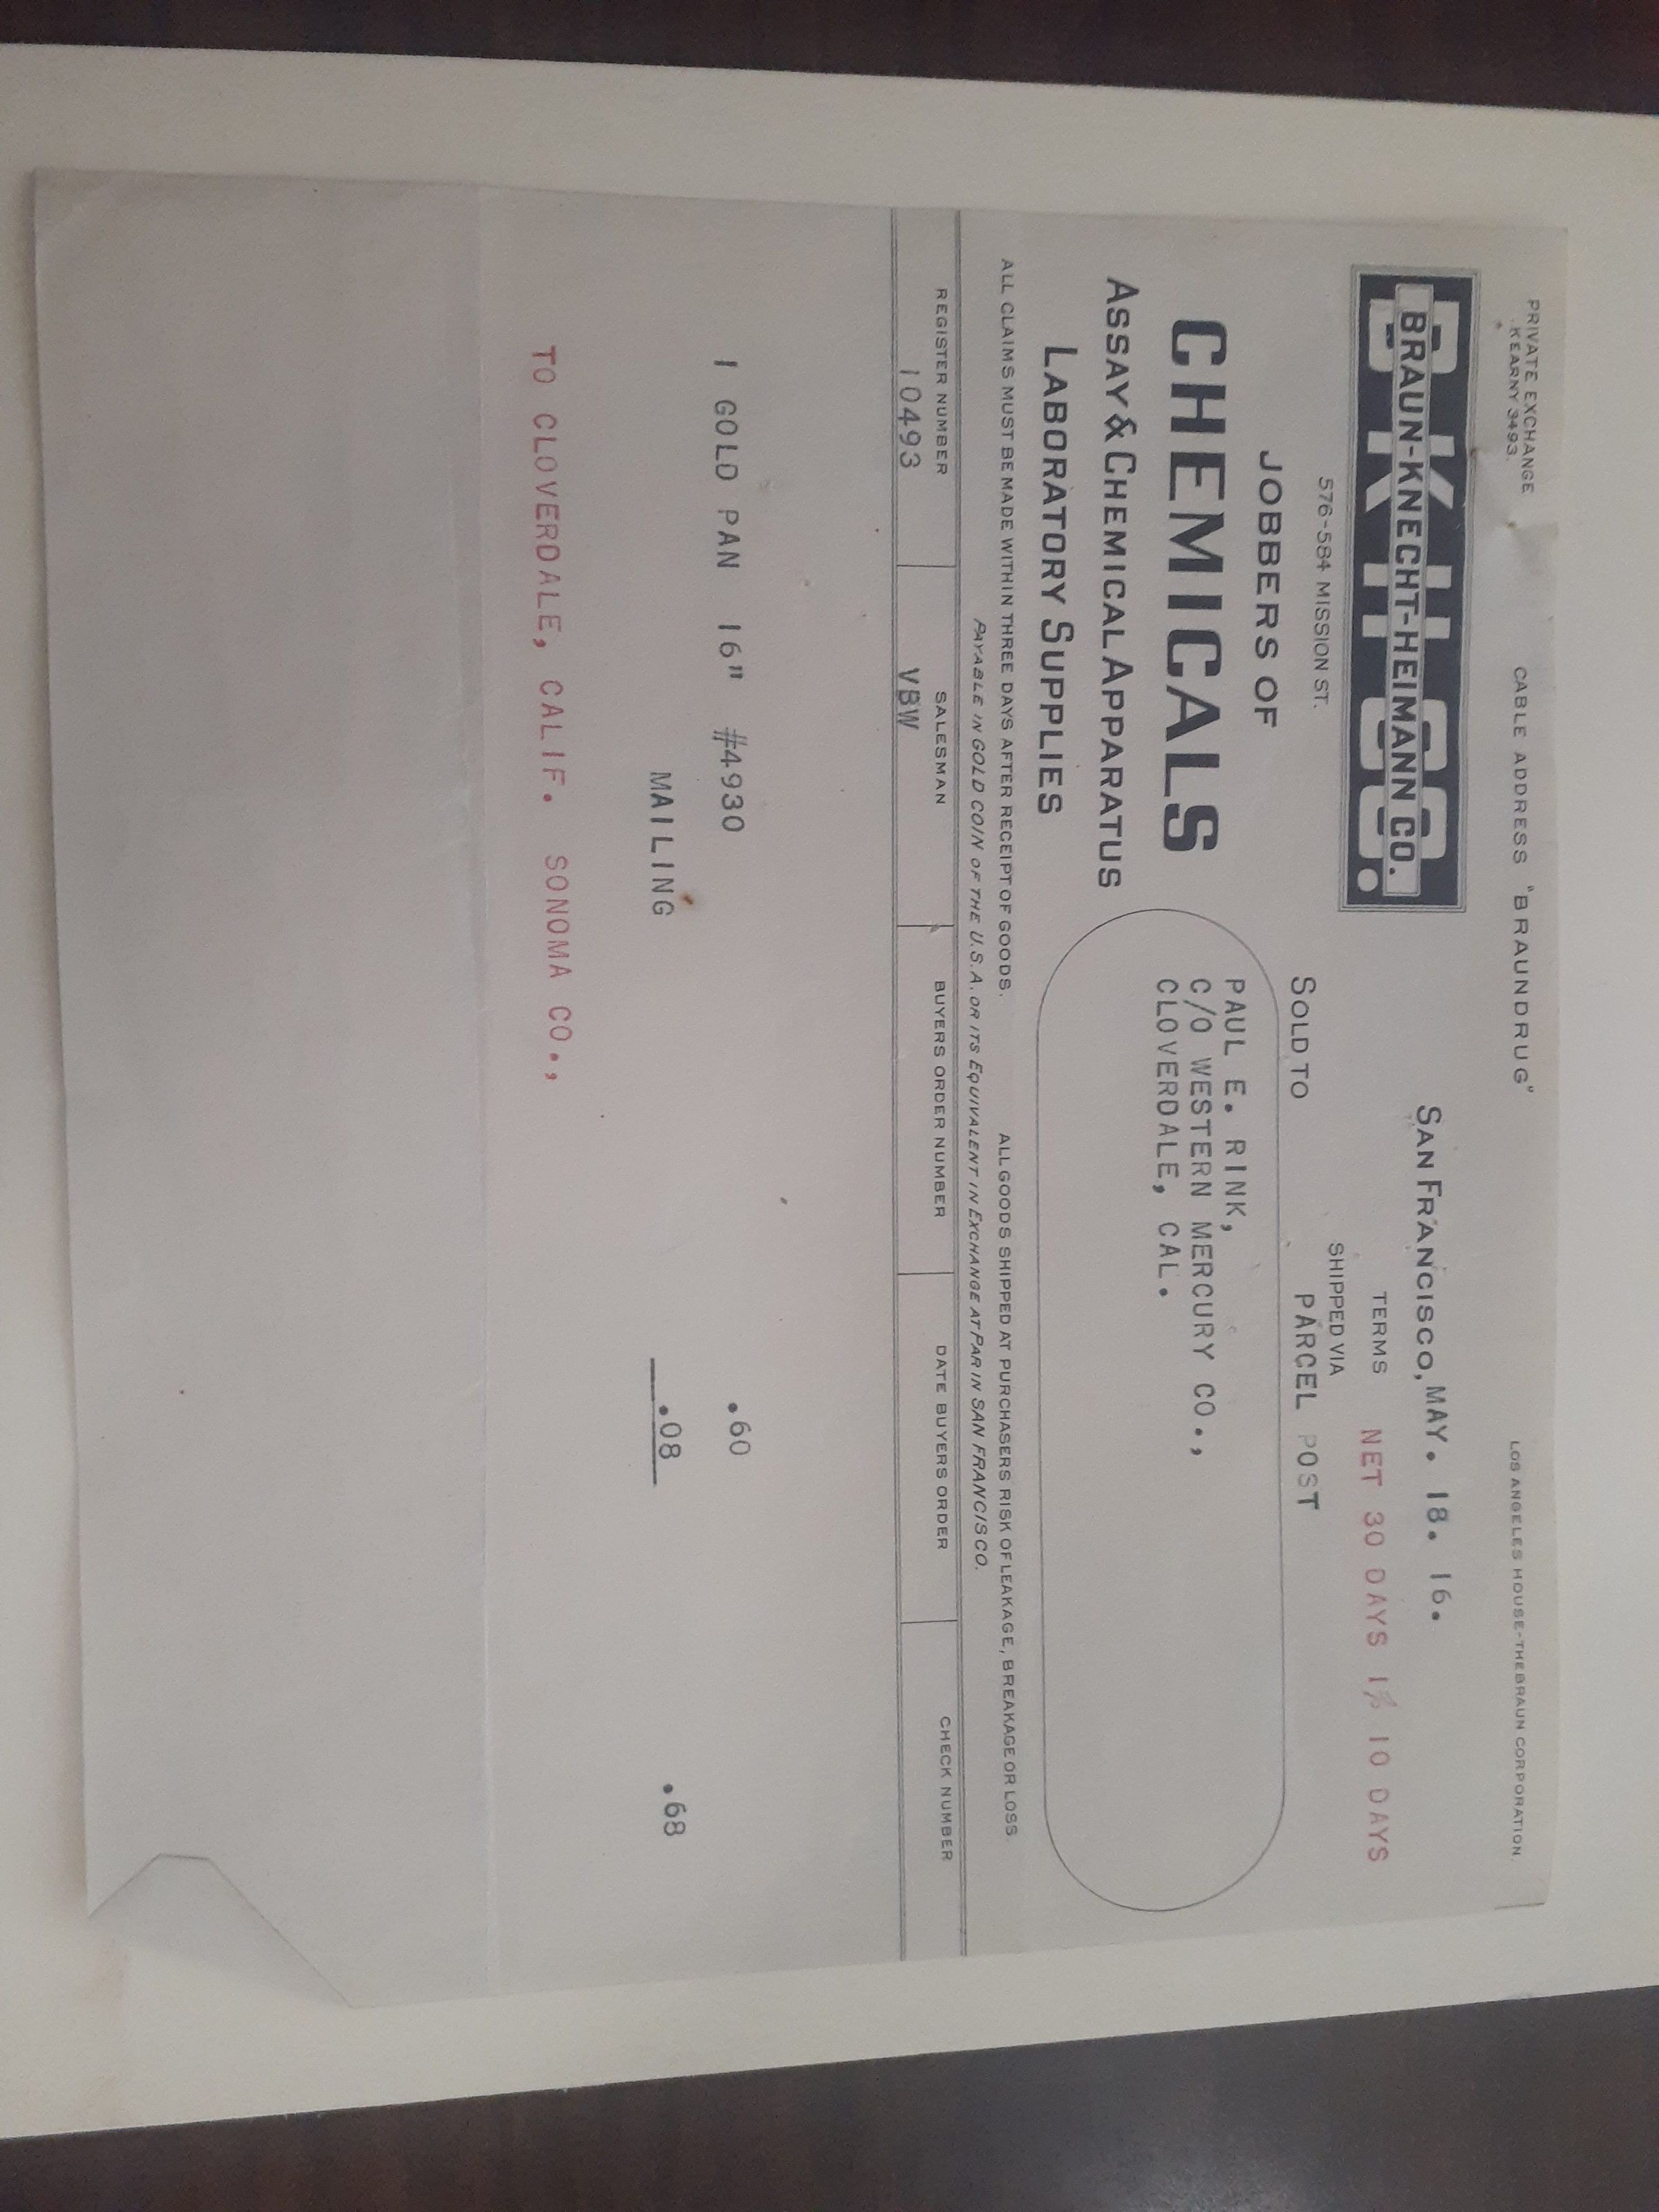 PRIVATE EXCHANGE
KEARNY 3493.
CABLE ADDRESS "BRAUNDRUG"
LOS ANGELES HOUSE-THE BRAUN CORPORATION.
B.K.H.CO.
BRAUN-KNECHT-HEIMANN CO.
576-584 MISSION ST.
SAN FRANCISCO, MAY. 18. 16.
TERMS NET 30 DAYS 1% 10 DAYS
SHIPPED VIA
PARCEL POST
JOBBERS OF
CHEMICALS
ASSAY & CHEMICAL APPARATUS
LABORATORY SUPPLIES
SOLD TO
PAUL E. RINK,
C/O WESTERN MERCURY CO.,
CLOVERDALE, CAL.
ALL CLAIMS MUST BE MADE WITHIN THREE DAYS AFTER RECEIPT OF GOODS. ALL GOODS SHIPPED AT PURCHASERS RISK OF LEAKAGE, BREAKAGE OR LOSS.
PAYABLE IN GOLD COIN OF THE U.S.A. OR ITS EQUIVALENT IN EXCHANGE AT PAR IN SAN FRANCISCO.
REGISTER NUMBER SALESMAN BUYERS ORDER NUMBER DATE BUYERS ORDER CHECK NUMBER
10493 VBW
1 GOLD PAN 16" #4930 .60
MAILING .08 .68
TO CLOVERDALE, CALIF. SONOMA CO.,